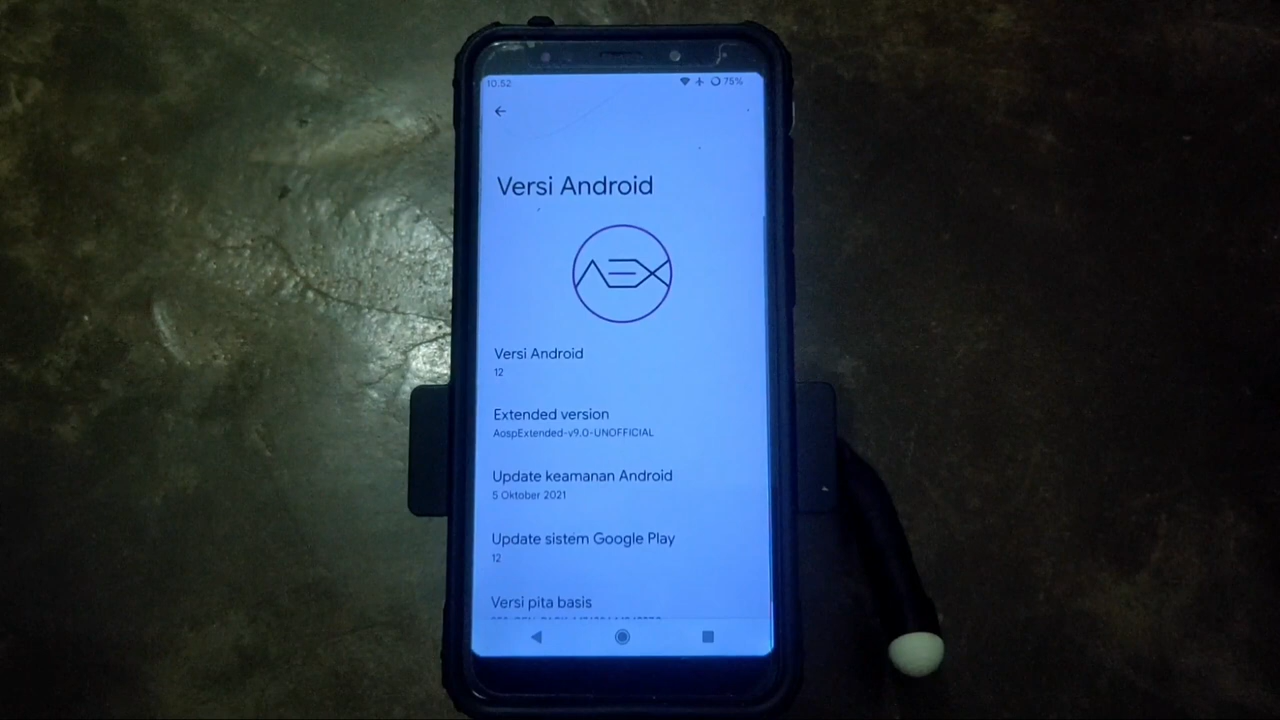 10.52
75%
Versi Android
AEX
Versi Android
12
Extended version
AospExtended-v9.0-UNOFFICIAL
Update keamanan Android
5 Oktober 2021
Update sistem Google Play
12
Versi pita basis